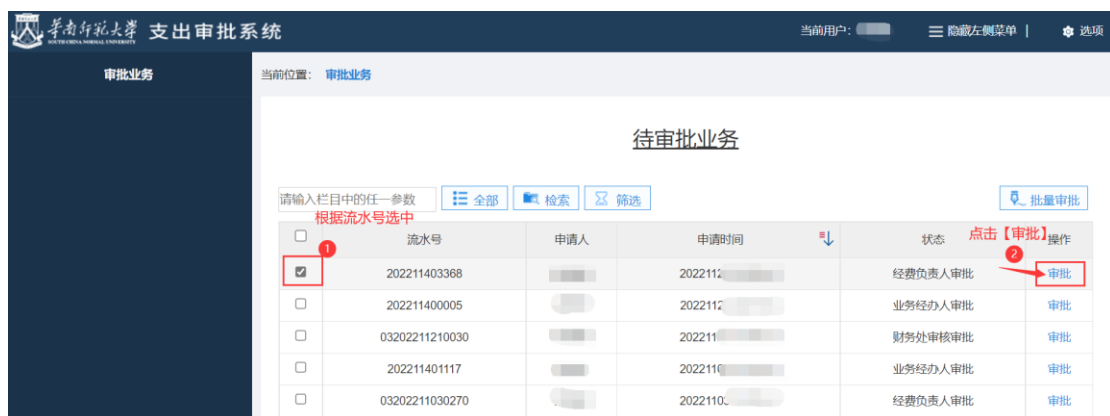 华南师范大学 支出审批系统 当前用户： 隐藏左侧菜单 | 选项
SOUTH CHINA NORMAL UNIVERSITY
审批业务 当前位置： 审批业务
待审批业务
请输入栏目中的任一参数 全部 检索 筛选 批量审批
根据流水号选中 点击【审批】
流水号 申请人 申请时间 状态 操作
1 2
202211403368 2022112 经费负责人审批 审批
202211400005 2022112 业务经办人审批 审批
03202211210030 202211 财务处审核审批 审批
202211401117 2022110 业务经办人审批 审批
03202211030270 2022110 经费负责人审批 审批